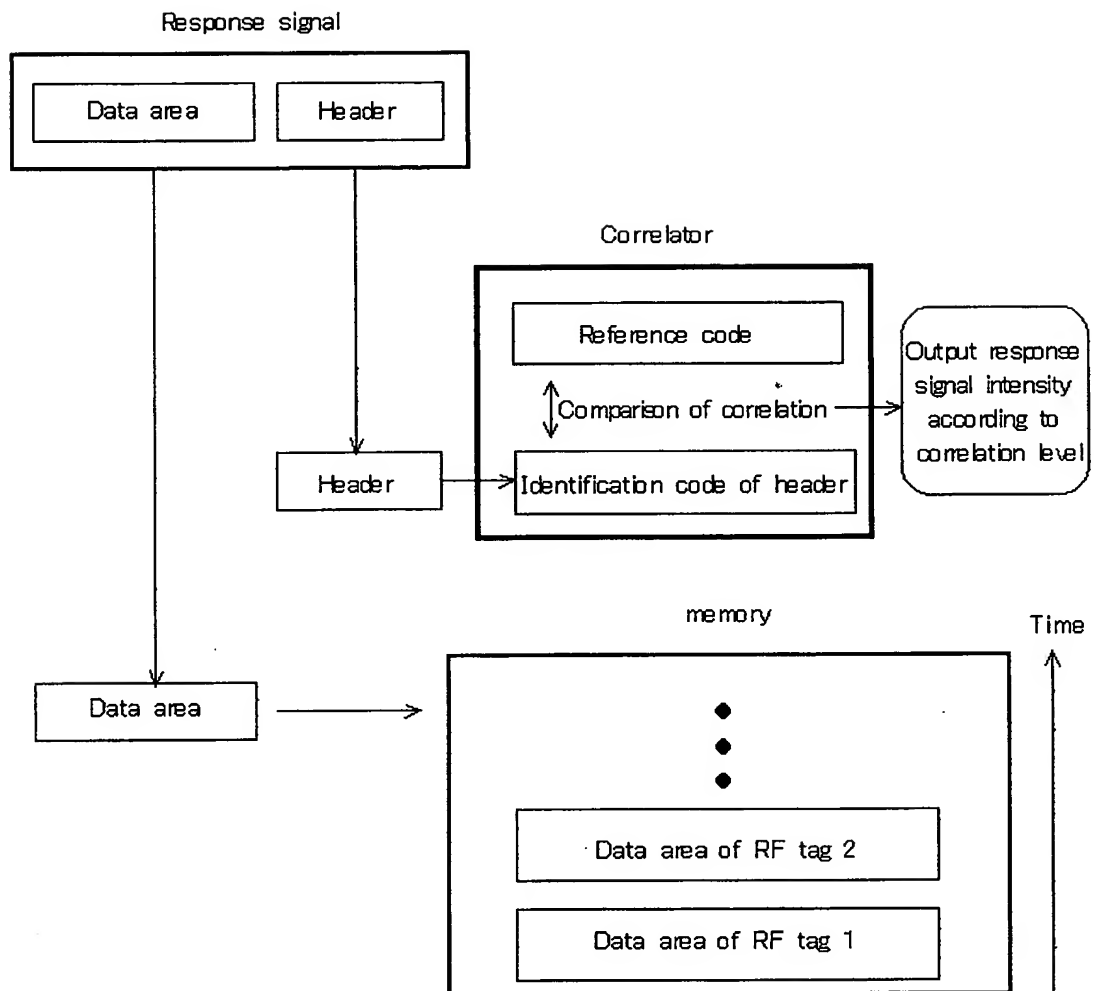 Response signal
Data area
Header
Correlator
Reference code
Comparison of correlation
Output response
signal intensity
according to
correlation level
Header
Identification code of header
memory
Time
Data area
Data area of RF tag 2
Data area of RF tag 1